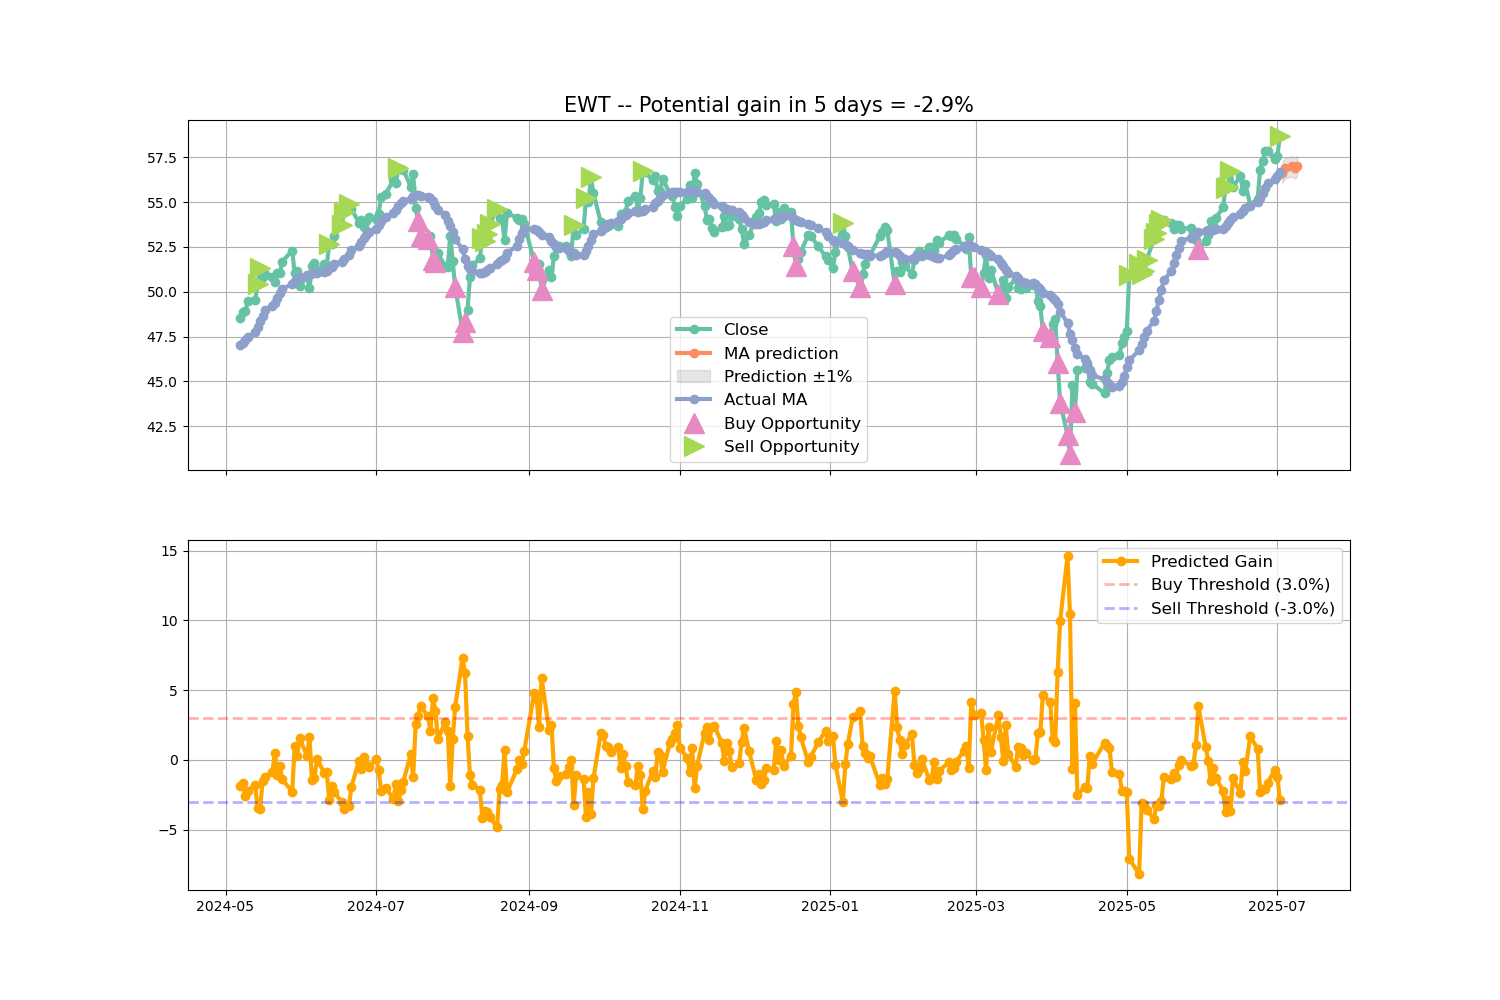 EWT -- Potential gain in 5 days = -2.9%
57.5
55.0
52.5
50.0
47.5
45.0
42.5
Close
MA prediction
Prediction ±1%
Actual MA
Buy Opportunity
Sell Opportunity
15
10
5
0
−5
Predicted Gain
Buy Threshold (3.0%)
Sell Threshold (-3.0%)
2024-05
2024-07
2024-09
2024-11
2025-01
2025-03
2025-05
2025-07